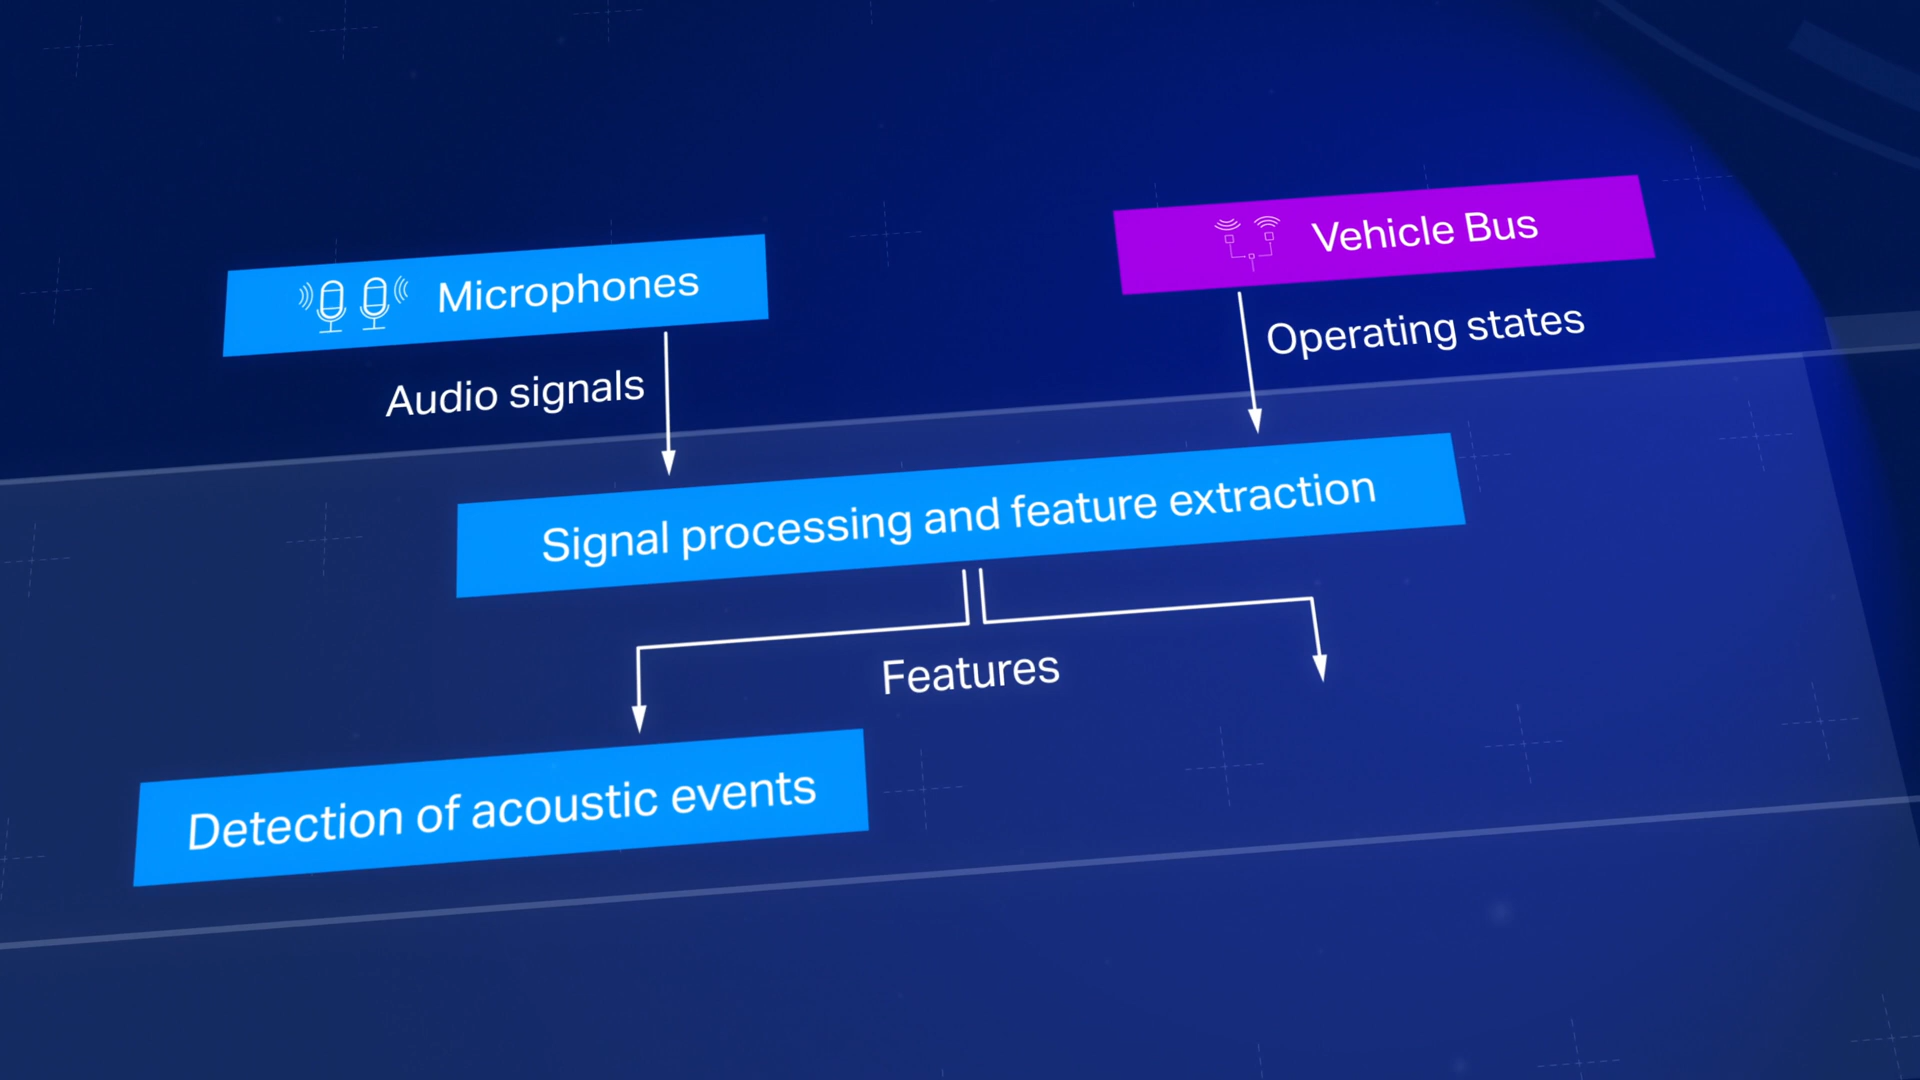 Microphones
Vehicle Bus
Audio signals
Operating states
Signal processing and feature extraction
Features
Detection of acoustic events